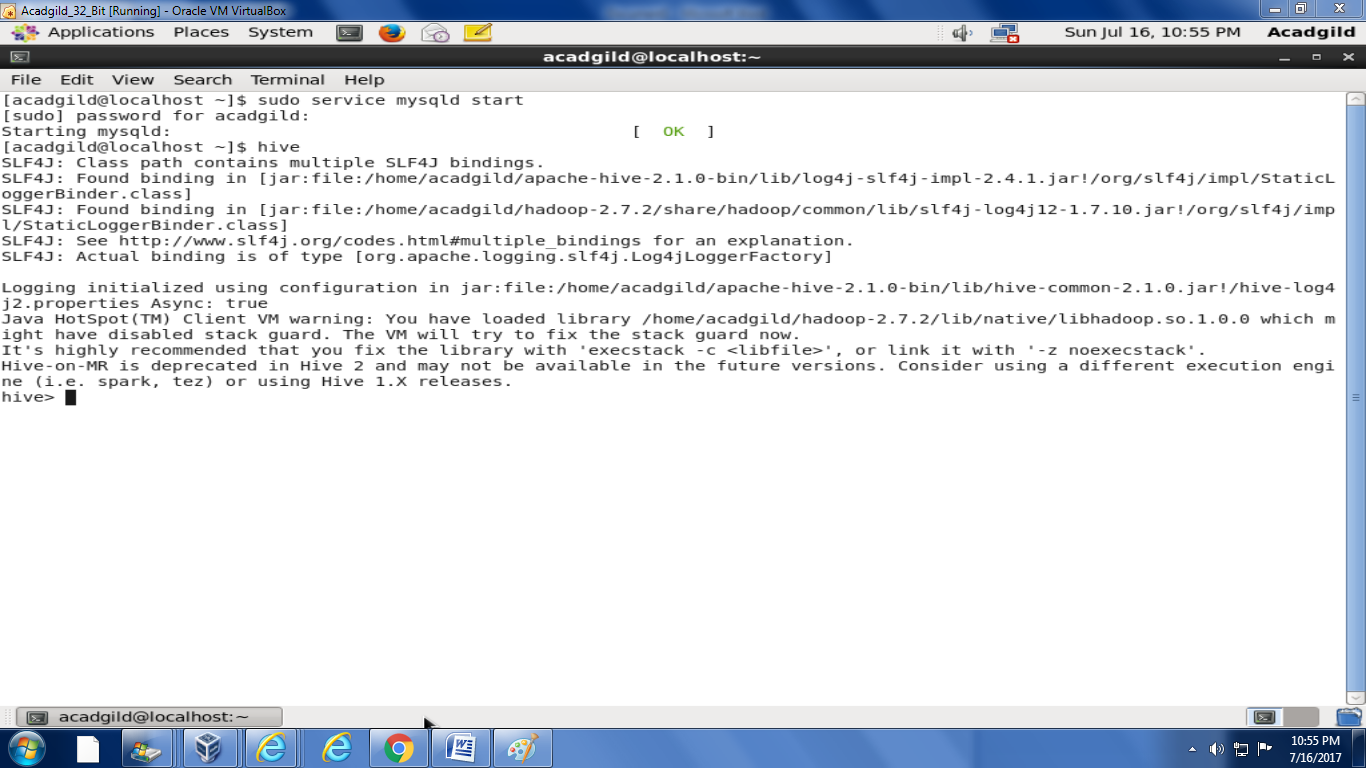 Acadgild_32_Bit [Running] - Oracle VM VirtualBox
Applications Places System Sun Jul 16, 10:55 PM Acadgild
acadgild@localhost:~
File Edit View Search Terminal Help
[acadgild@localhost ~]$ sudo service mysqld start
[sudo] password for acadgild:
Starting mysqld: [ OK ]
[acadgild@localhost ~]$ hive
SLF4J: Class path contains multiple SLF4J bindings.
SLF4J: Found binding in [jar:file:/home/acadgild/apache-hive-2.1.0-bin/lib/log4j-slf4j-impl-2.4.1.jar!/org/slf4j/impl/StaticL
oggerBinder.class]
SLF4J: Found binding in [jar:file:/home/acadgild/hadoop-2.7.2/share/hadoop/common/lib/slf4j-log4j12-1.7.10.jar!/org/slf4j/imp
l/StaticLoggerBinder.class]
SLF4J: See http://www.slf4j.org/codes.html#multiple_bindings for an explanation.
SLF4J: Actual binding is of type [org.apache.logging.slf4j.Log4jLoggerFactory]
Logging initialized using configuration in jar:file:/home/acadgild/apache-hive-2.1.0-bin/lib/hive-common-2.1.0.jar!/hive-log4
j2.properties Async: true
Java HotSpot(TM) Client VM warning: You have loaded library /home/acadgild/hadoop-2.7.2/lib/native/libhadoop.so.1.0.0 which m
ight have disabled stack guard. The VM will try to fix the stack guard now.
It's highly recommended that you fix the library with 'execstack -c <libfile>', or link it with '-z noexecstack'.
Hive-on-MR is deprecated in Hive 2 and may not be available in the future versions. Consider using a different execution engi
ne (i.e. spark, tez) or using Hive 1.X releases.
hive>
acadgild@localhost:~
10:55 PM
7/16/2017